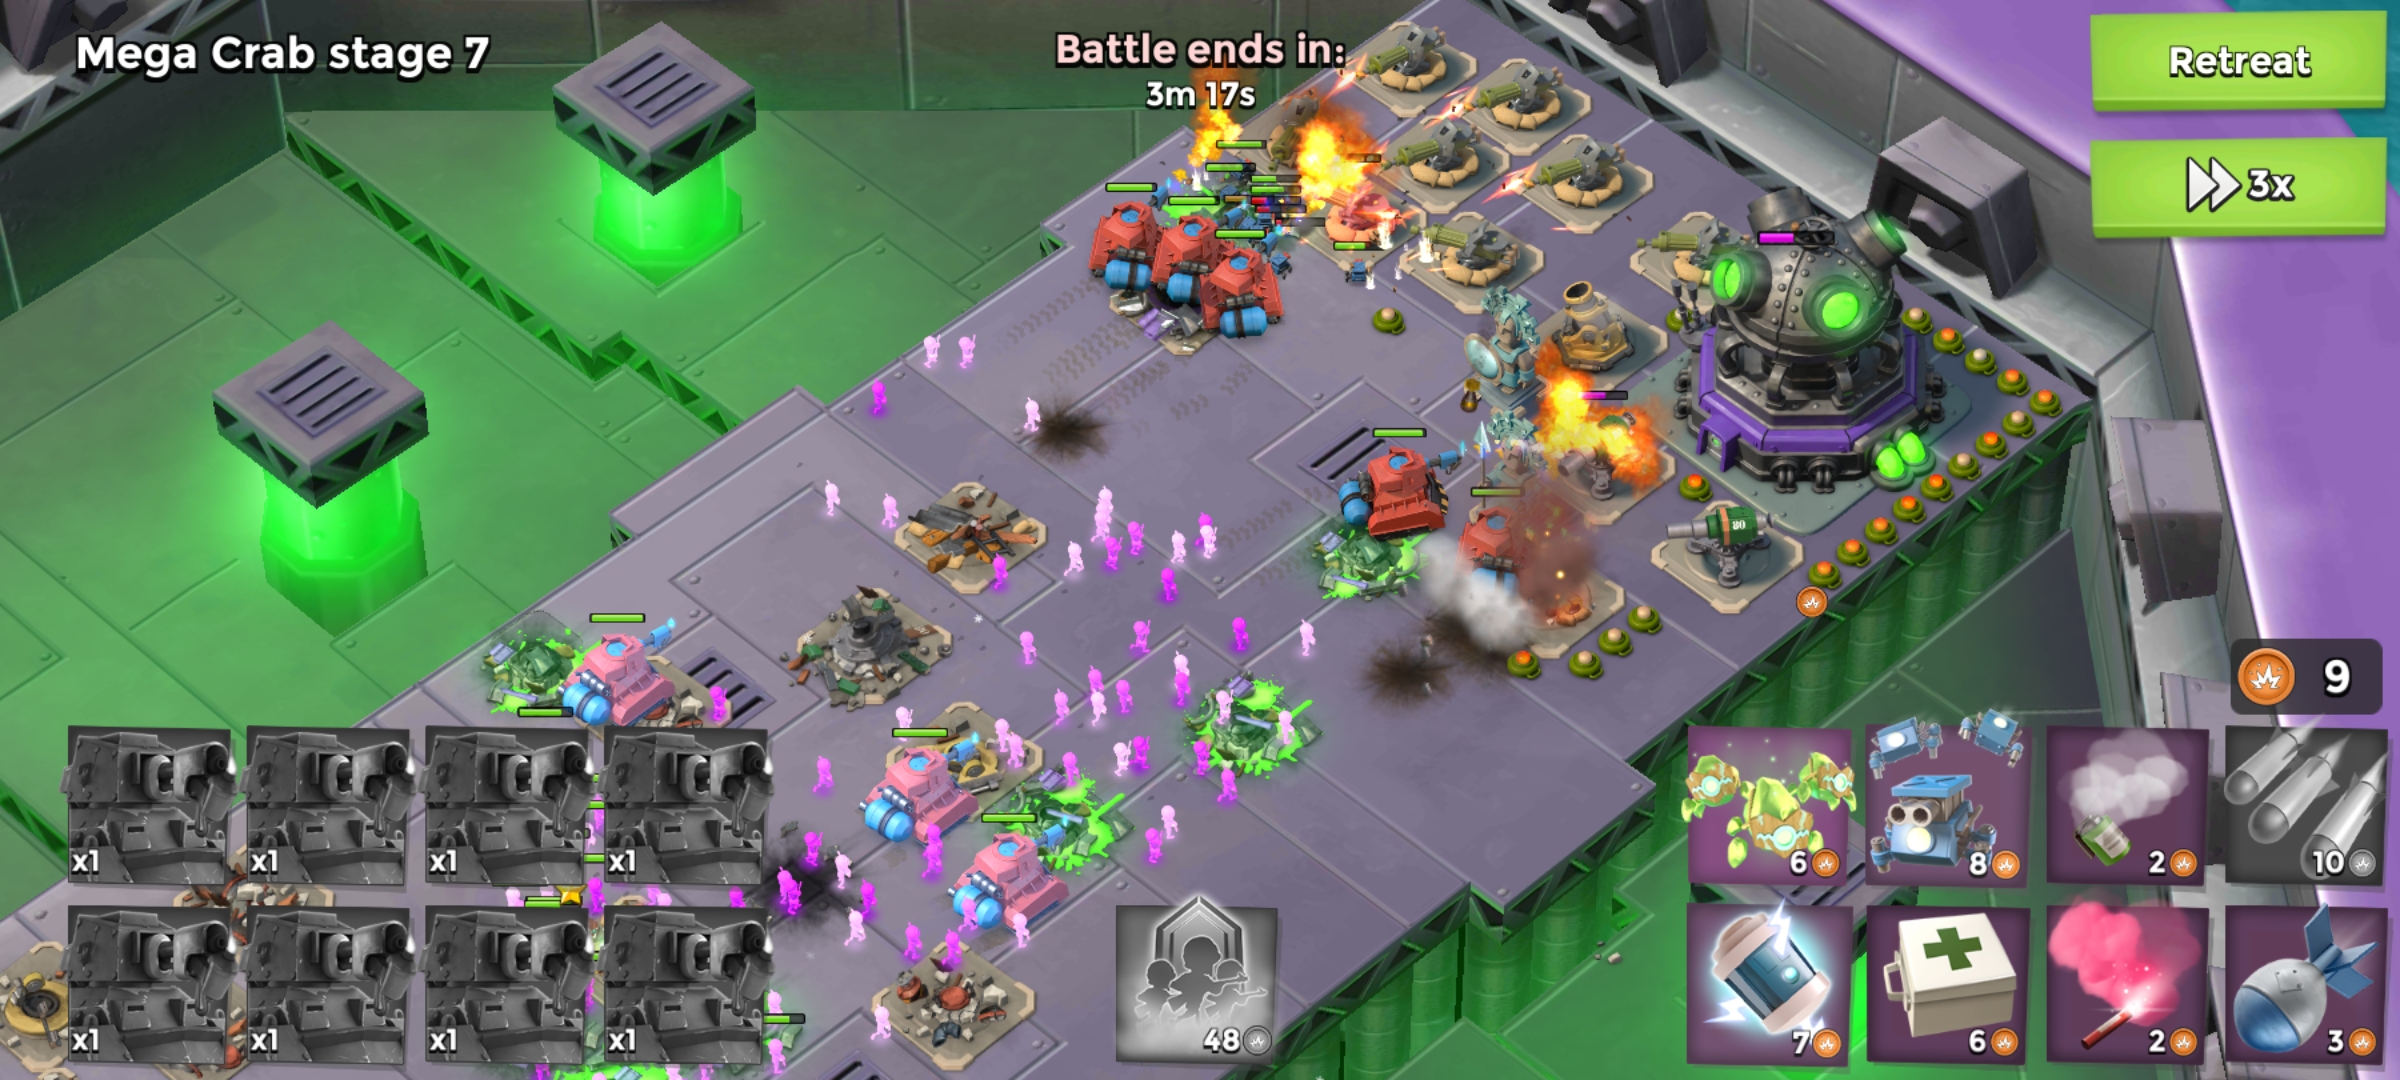 Mega Crab stage 7
Battle ends in:
3m 17s
Retreat
3x
80
9
6
8
2
10
x1
x1
x1
x1
7
6
2
3
x1
x1
x1
x1
48